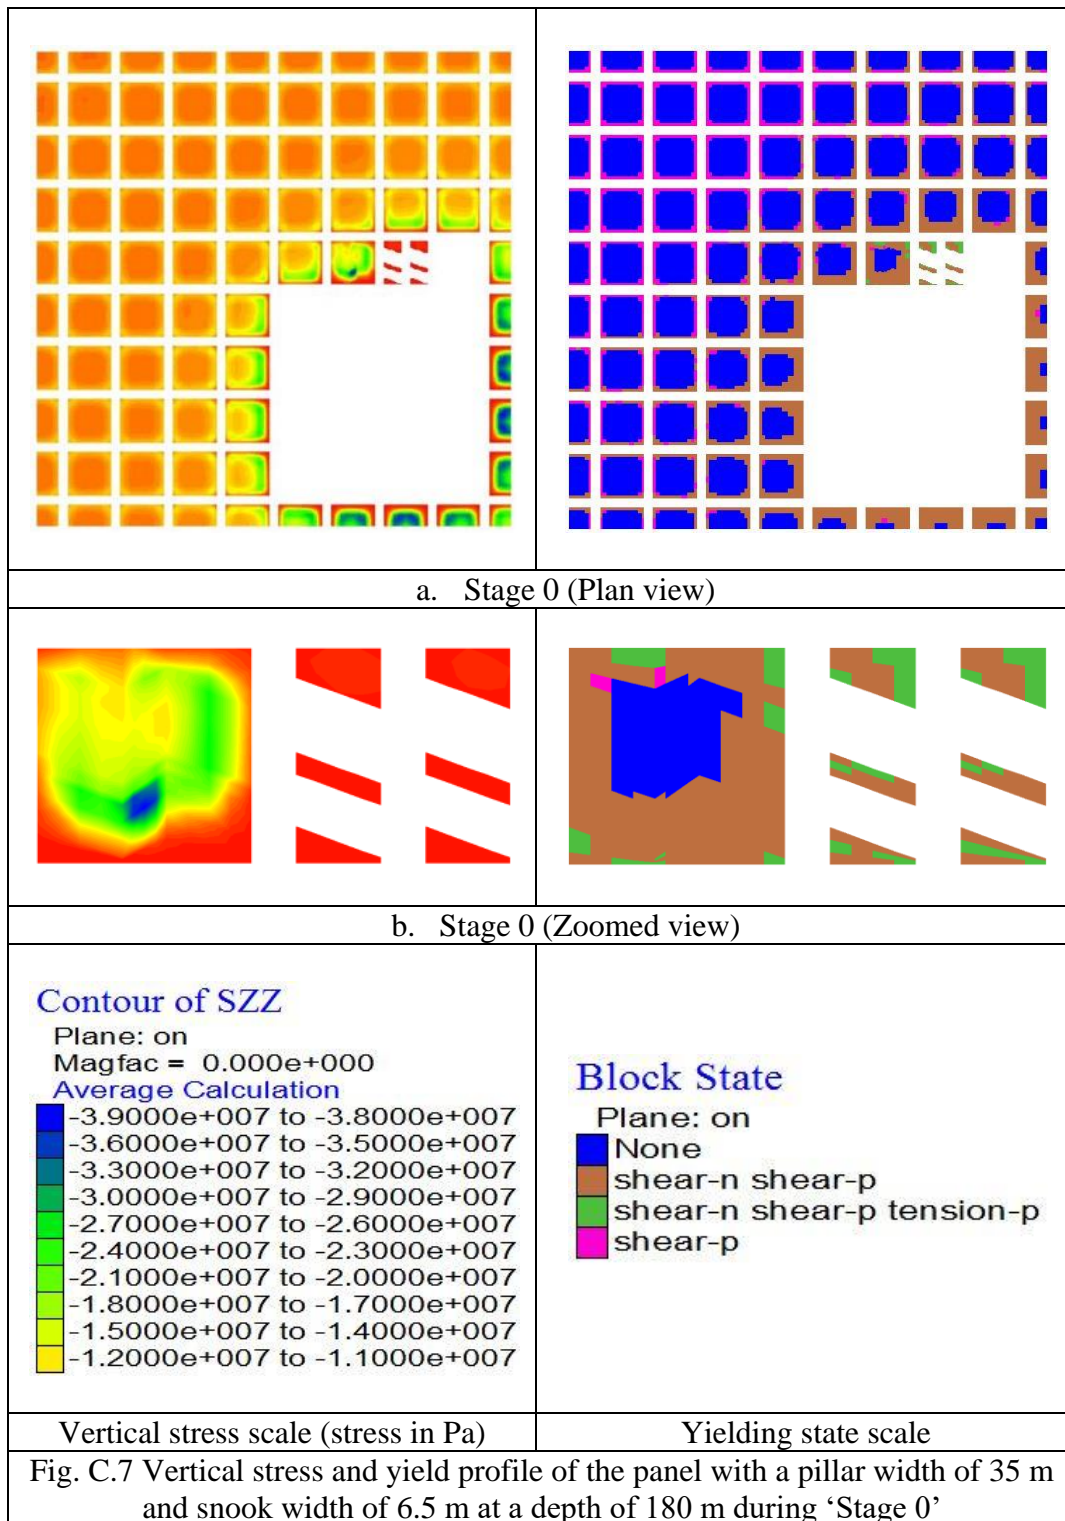 a. Stage 0 (Plan view)
b. Stage 0 (Zoomed view)
Contour of SZZ
Plane: on
Magfac = 0.000e+000
Average Calculation
-3.9000e+007 to -3.8000e+007
-3.6000e+007 to -3.5000e+007
-3.3000e+007 to -3.2000e+007
-3.0000e+007 to -2.9000e+007
-2.7000e+007 to -2.6000e+007
-2.4000e+007 to -2.3000e+007
-2.1000e+007 to -2.0000e+007
-1.8000e+007 to -1.7000e+007
-1.5000e+007 to -1.4000e+007
-1.2000e+007 to -1.1000e+007
Block State
Plane: on
None
shear-n shear-p
shear-n shear-p tension-p
shear-p
Vertical stress scale (stress in Pa)
Yielding state scale
Fig. C.7 Vertical stress and yield profile of the panel with a pillar width of 35 m
and snook width of 6.5 m at a depth of 180 m during ‘Stage 0’